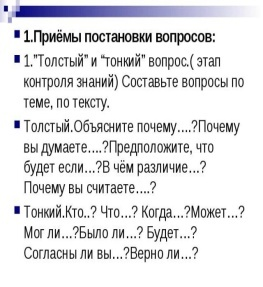 1.Приёмы постановки вопросов:
1.”Толстый” и “тонкий” вопрос.( этап
контроля знаний) Составьте вопросы по
теме, по тексту.
Толстый.Объясните почему….?Почему
вы думаете….?Предположите, что
будет если…?В чём различие…?
Почему вы считаете….?
Тонкий.Кто..? Что…? Когда…?Может…?
Мог ли…?Было ли…? Будет…?
Согласны ли вы…?Верно ли…?